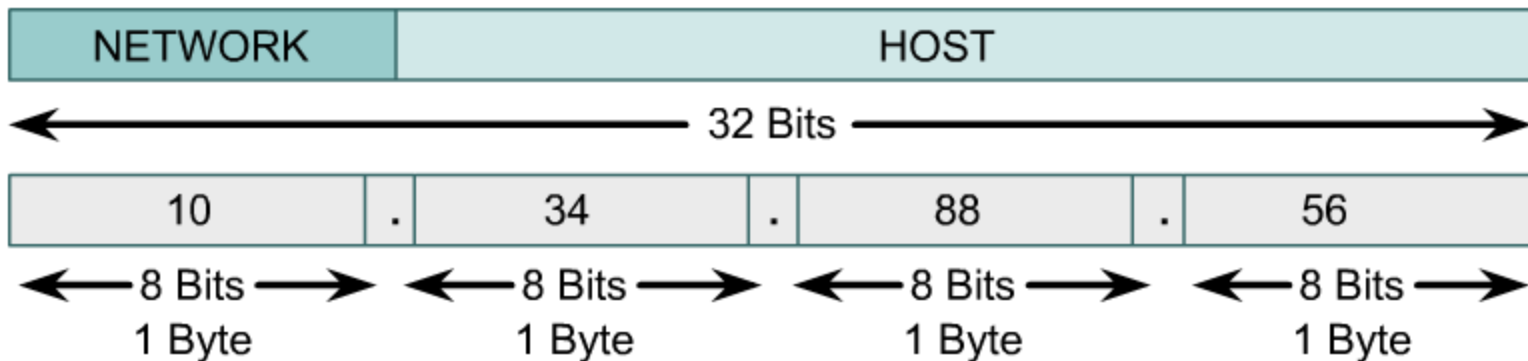 NETWORK HOST
32 Bits
10 . 34 . 88 . 56
8 Bits 8 Bits 8 Bits 8 Bits
1 Byte 1 Byte 1 Byte 1 Byte